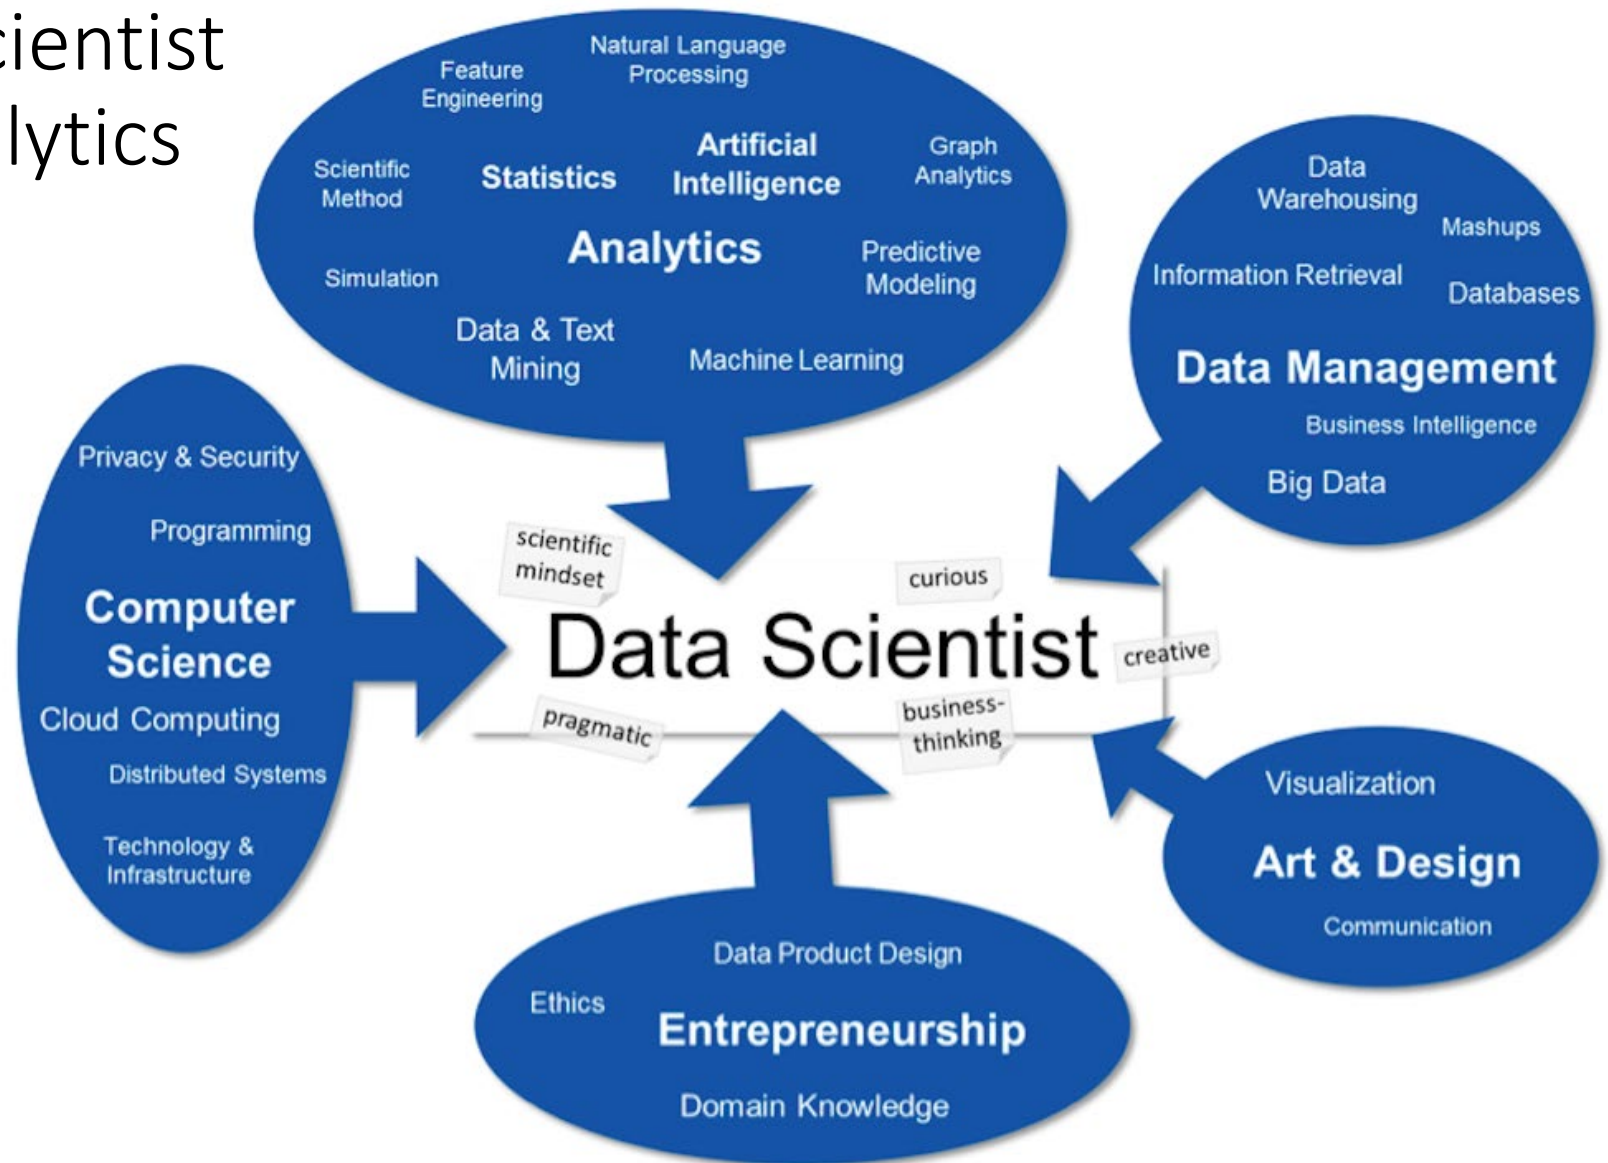 cientist
lytics
Natural Language
Processing
Feature
Engineering
Artificial
Intelligence
Graph
Analytics
Scientific
Method
Statistics
Analytics
Predictive
Modeling
Simulation
Data & Text
Mining
Machine Learning
Data
Warehousing
Mashups
Information Retrieval
Databases
Data Management
Business Intelligence
Big Data
Privacy & Security
Programming
Computer
Science
Cloud Computing
Distributed Systems
Technology &
Infrastructure
scientific
mindset
curious
Data Scientist
creative
pragmatic
business-
thinking
Visualization
Art & Design
Communication
Data Product Design
Ethics
Entrepreneurship
Domain Knowledge